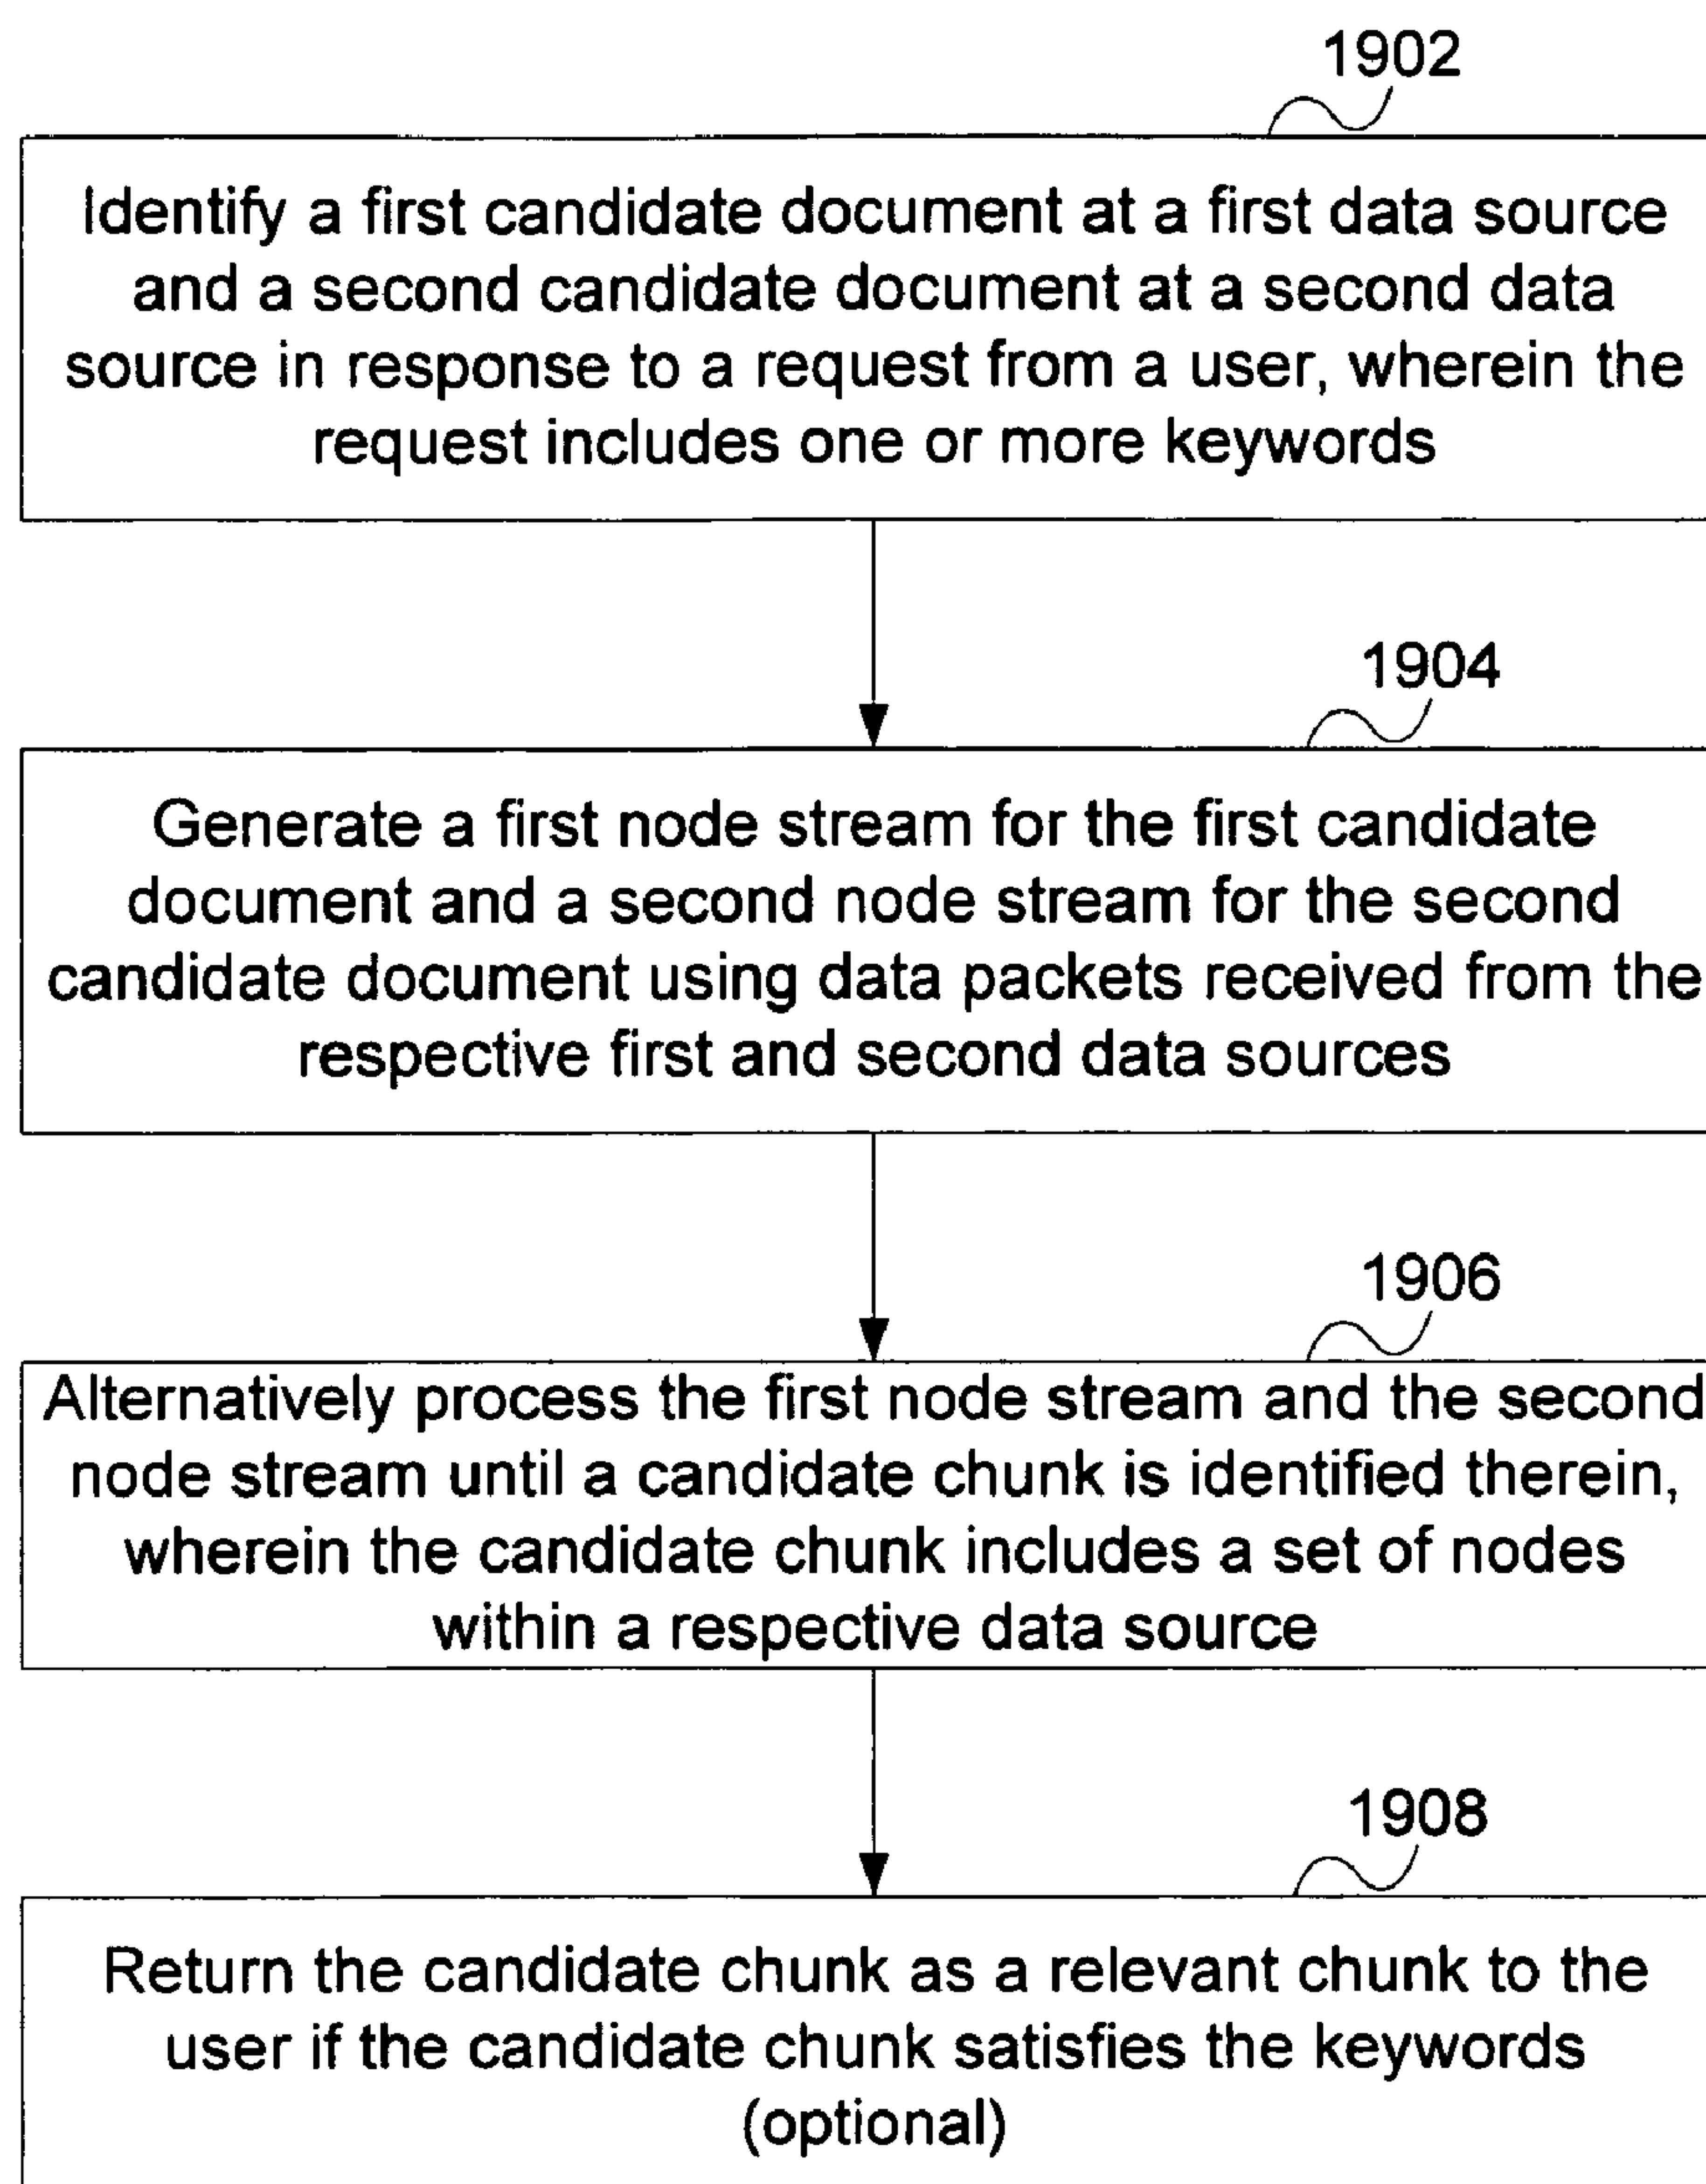 1902
Identify a first candidate document at a first data source
and a second candidate document at a second data
source in response to a request from a user, wherein the
request includes one or more keywords
1904
Generate a first node stream for the first candidate
document and a second node stream for the second
candidate document using data packets received from the
respective first and second data sources
1906
Alternatively process the first node stream and the second
node stream until a candidate chunk is identified therein,
wherein the candidate chunk includes a set of nodes
within a respective data source
1908
Return the candidate chunk as a relevant chunk to the
user if the candidate chunk satisfies the keywords
(optional)